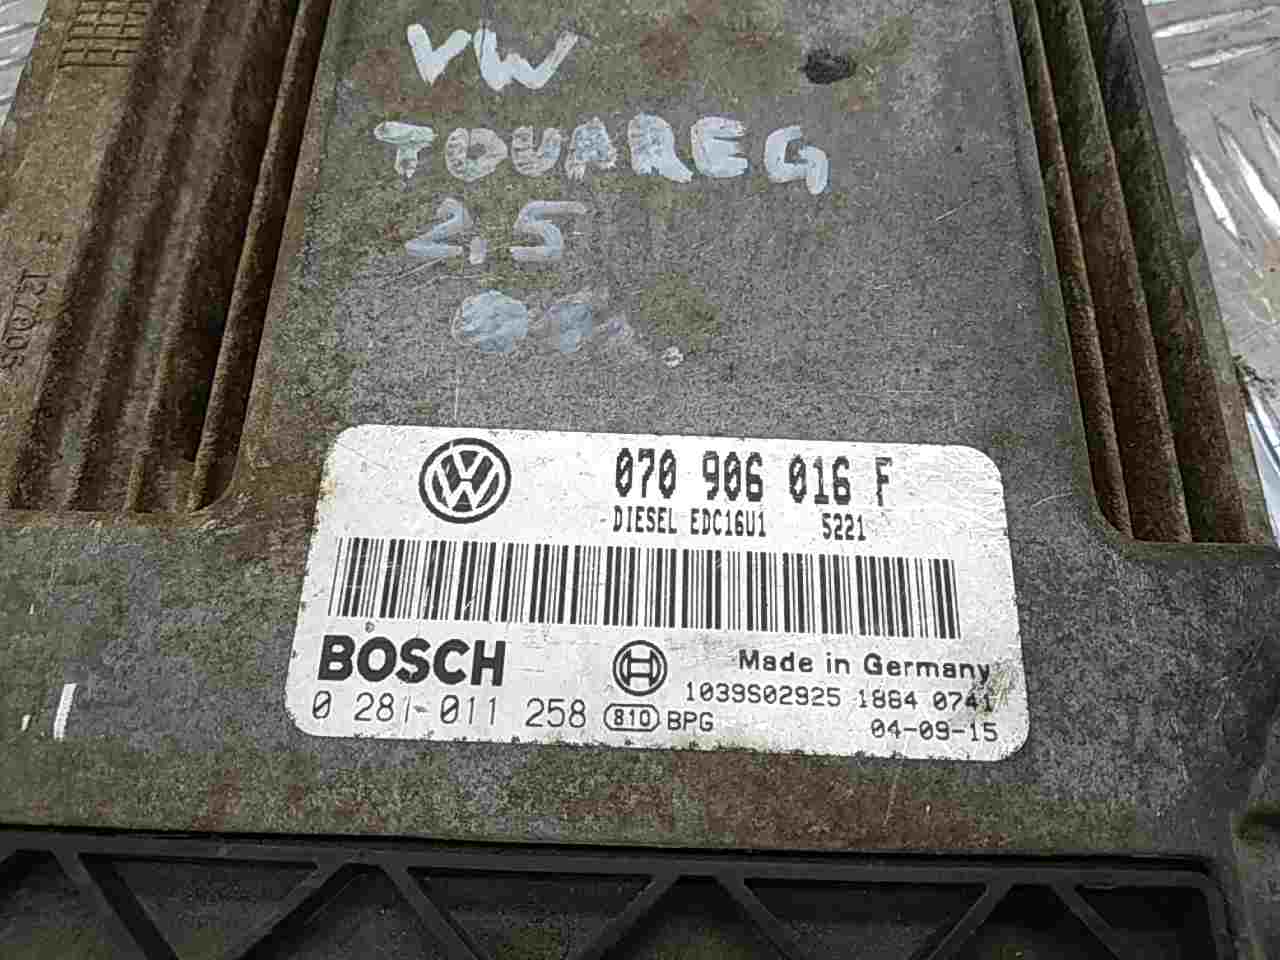 VW
TOUAREG
2,5
070 906 016 F
DIESEL EDC16U1 5221
BOSCH
Made in Germany
1039S02925 1884 0741
0 281-011 258 810 BPG
04-09-15